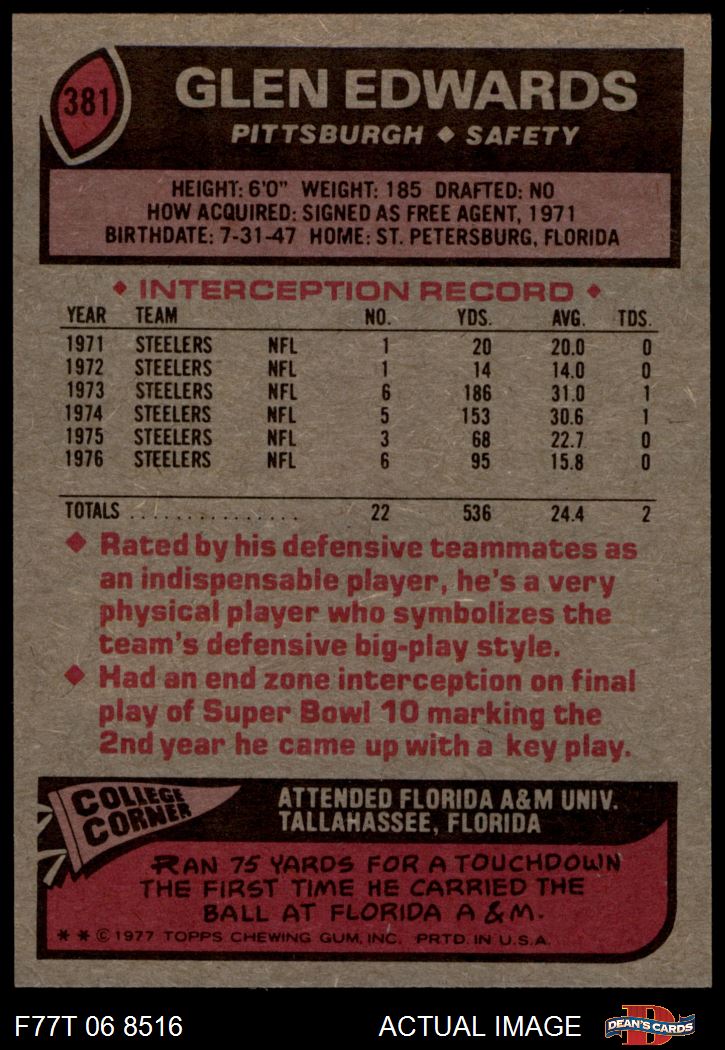 381
GLEN EDWARDS
PITTSBURGH ◆ SAFETY
HEIGHT: 6'0" WEIGHT: 185 DRAFTED: NO
HOW ACQUIRED: SIGNED AS FREE AGENT, 1971
BIRTHDATE: 7-31-47 HOME: ST. PETERSBURG, FLORIDA
◆ INTERCEPTION RECORD ◆
YEAR TEAM NO. YDS. AVG. TDS.
1971 STEELERS NFL 1 20 20.0 0
1972 STEELERS NFL 1 14 14.0 0
1973 STEELERS NFL 6 186 31.0 1
1974 STEELERS NFL 5 153 30.6 1
1975 STEELERS NFL 3 68 22.7 0
1976 STEELERS NFL 6 95 15.8 0
TOTALS . . . . . . . . . . . . . . . 22 536 24.4 2
◆ Rated by his defensive teammates as
an indispensable player, he's a very
physical player who symbolizes the
team's defensive big-play style.
◆ Had an end zone interception on final
play of Super Bowl 10 marking the
2nd year he came up with a key play.
COLLEGE
CORNER
ATTENDED FLORIDA A&M UNIV.
TALLAHASSEE, FLORIDA
RAN 75 YARDS FOR A TOUCHDOWN
THE FIRST TIME HE CARRIED THE
BALL AT FLORIDA A & M.
* * © 1977 TOPPS CHEWING GUM, INC. PRTD. IN U.S.A.
F77T 06 8516 ACTUAL IMAGE
D
DEAN'S CARDS